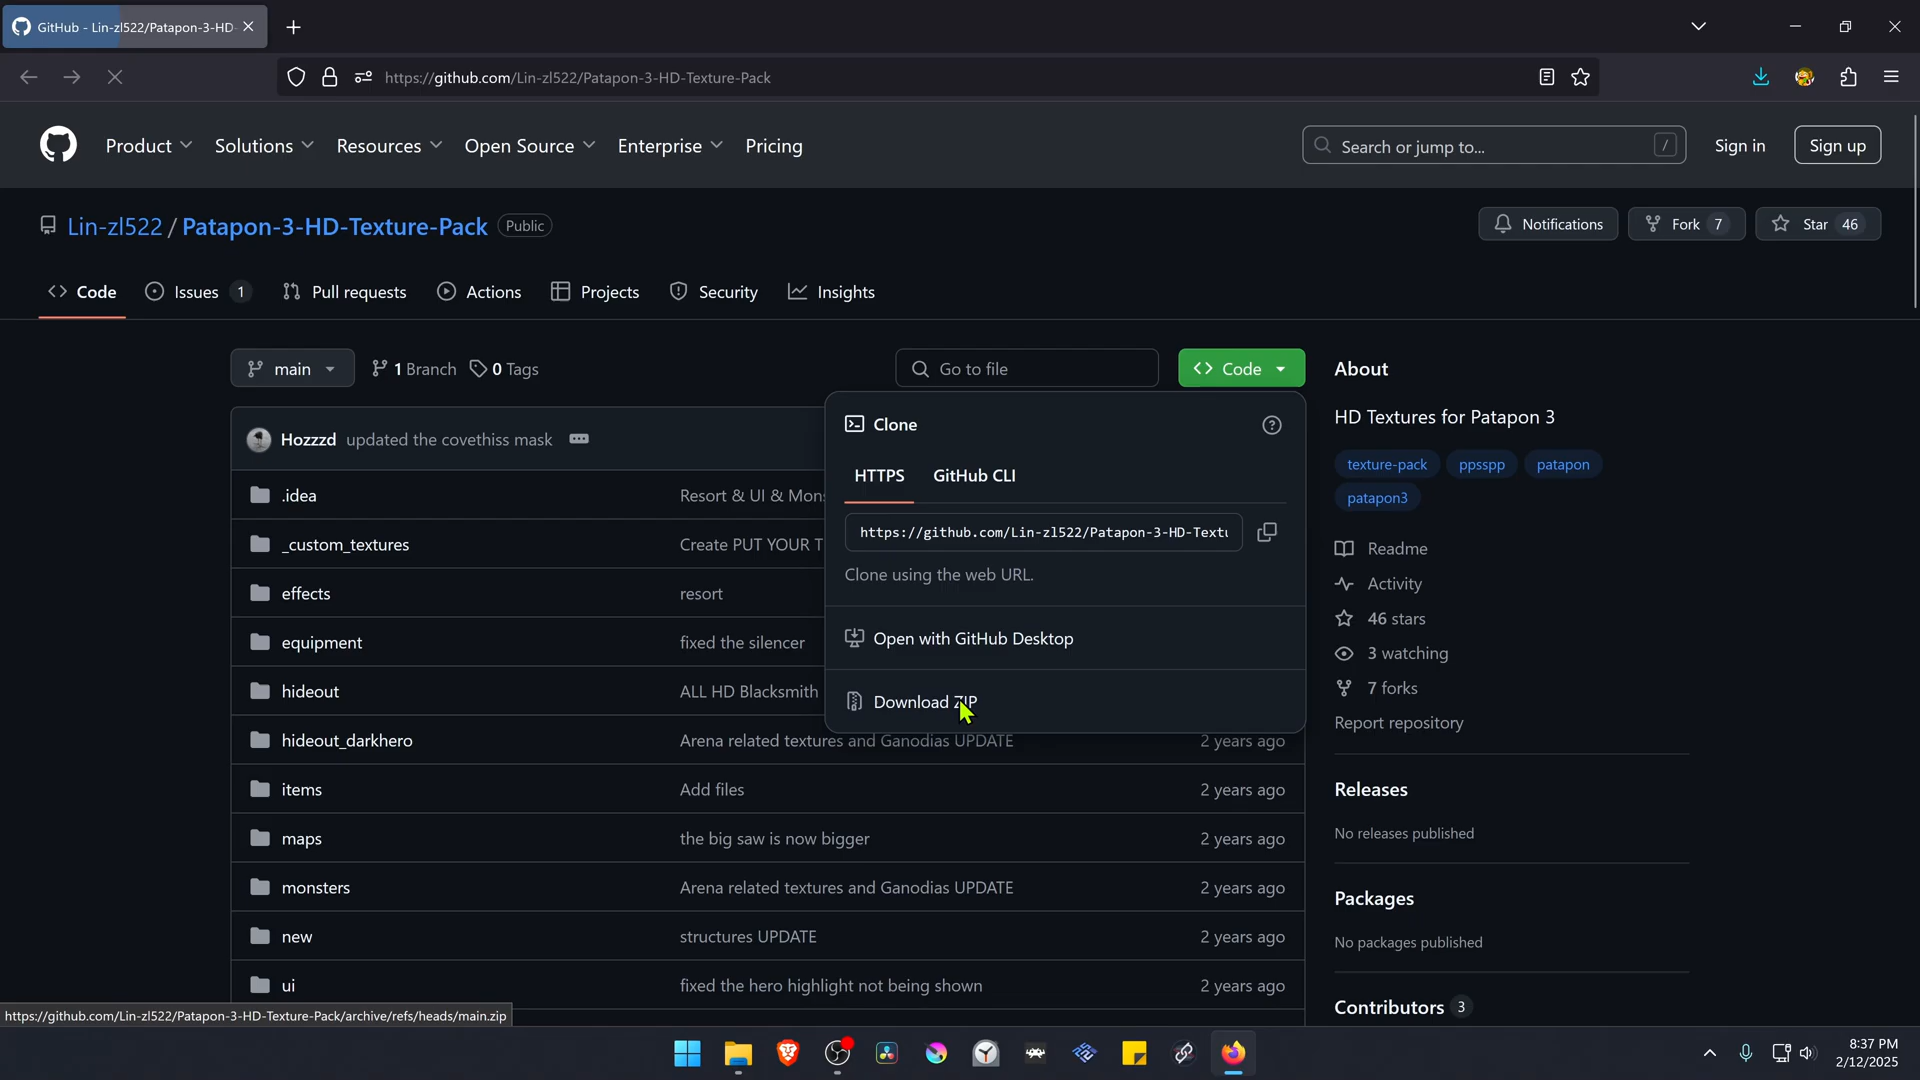 GitHub - Lin-zl522/Patapon-3-HD-
https://github.com/Lin-zl522/Patapon-3-HD-Texture-Pack
Product Solutions Resources Open Source Enterprise Pricing
Search or jump to... /
Sign in
Sign up
Lin-zl522 / Patapon-3-HD-Texture-Pack Public
Notifications Fork 7 Star 46
Code Issues 1 Pull requests Actions Projects Security Insights
main 1 Branch 0 Tags
Go to file
Code
Hozzzd updated the covethiss mask
.idea Resort & UI & Mons
_custom_textures Create PUT YOUR T
effects resort
equipment fixed the silencer
hideout ALL HD Blacksmith
hideout_darkhero Arena related textures and Ganodias UPDATE 2 years ago
items Add files 2 years ago
maps the big saw is now bigger 2 years ago
monsters Arena related textures and Ganodias UPDATE 2 years ago
new structures UPDATE 2 years ago
ui fixed the hero highlight not being shown 2 years ago
Clone
HTTPS GitHub CLI
https://github.com/Lin-zl522/Patapon-3-HD-Textu
Clone using the web URL.
Open with GitHub Desktop
Download ZIP
About
HD Textures for Patapon 3
texture-pack ppsspp patapon
patapon3
Readme
Activity
46 stars
3 watching
7 forks
Report repository
Releases
No releases published
Packages
No packages published
Contributors 3
https://github.com/Lin-zl522/Patapon-3-HD-Texture-Pack/archive/refs/heads/main.zip
8:37 PM
2/12/2025